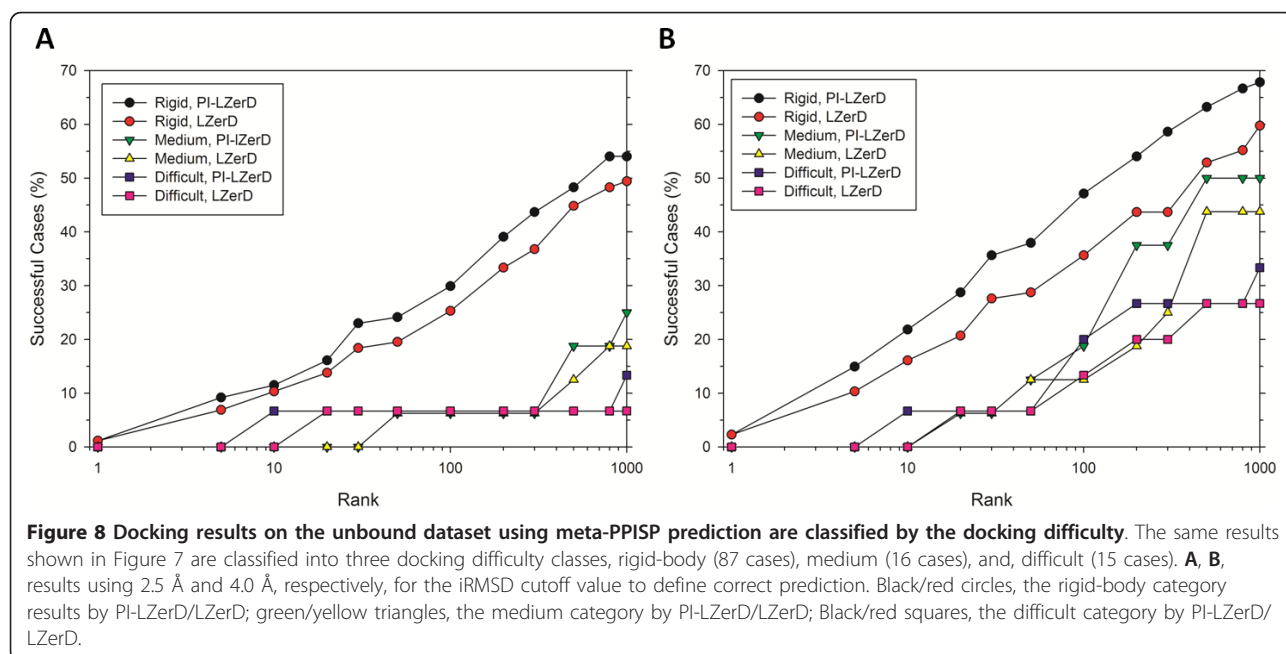 A
B
70
60
50
40
30
20
10
0
Successful Cases (%)
Rigid, PI-LZerD
Rigid, LZerD
Medium, PI-lZerD
Medium, LZerD
Difficult, PI-LZerD
Difficult, LZerD
1
10
100
1000
Rank
70
60
50
40
30
20
10
0
Successful Cases (%)
Rigid, PI-LZerD
Rigid, LZerD
Medium, PI-LZerD
Medium, LZerD
Difficult, PI-LZerD
Difficult, LZerD
1
10
100
1000
Rank
Figure 8 Docking results on the unbound dataset using meta-PPISP prediction are classified by the docking difficulty. The same results
shown in Figure 7 are classified into three docking difficulty classes, rigid-body (87 cases), medium (16 cases), and, difficult (15 cases). A, B,
results using 2.5 Å and 4.0 Å, respectively, for the iRMSD cutoff value to define correct prediction. Black/red circles, the rigid-body category
results by PI-LZerD/LZerD; green/yellow triangles, the medium category by PI-LZerD/LZerD; Black/red squares, the difficult category by PI-LZerD/
LZerD.